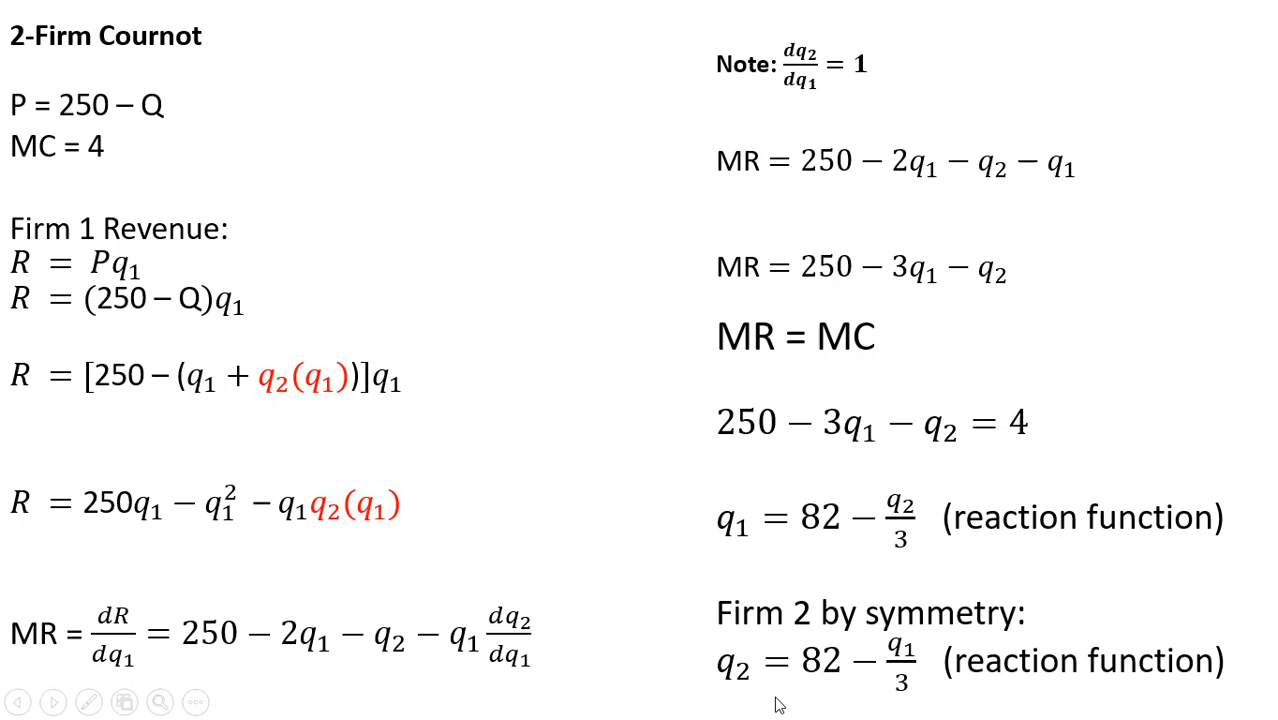 2-Firm Cournot
P = 250 – Q
MC = 4
Firm 1 Revenue:
R = Pq₁
R = (250 – Q)q₁
R = [250 – (q₁ + q₂(q₁))]q₁
R = 250q₁ − q₁² – q₁q₂(q₁)
MR = dR/dq₁ = 250 − 2q₁ − q₂ − q₁ dq₂/dq₁
Note: dq₂/dq₁ = 1
MR = 250 − 2q₁ − q₂ − q₁
MR = 250 − 3q₁ − q₂
MR = MC
250 − 3q₁ − q₂ = 4
q₁ = 82 − q₂/3 (reaction function)
Firm 2 by symmetry:
q₂ = 82 − q₁/3 (reaction function)